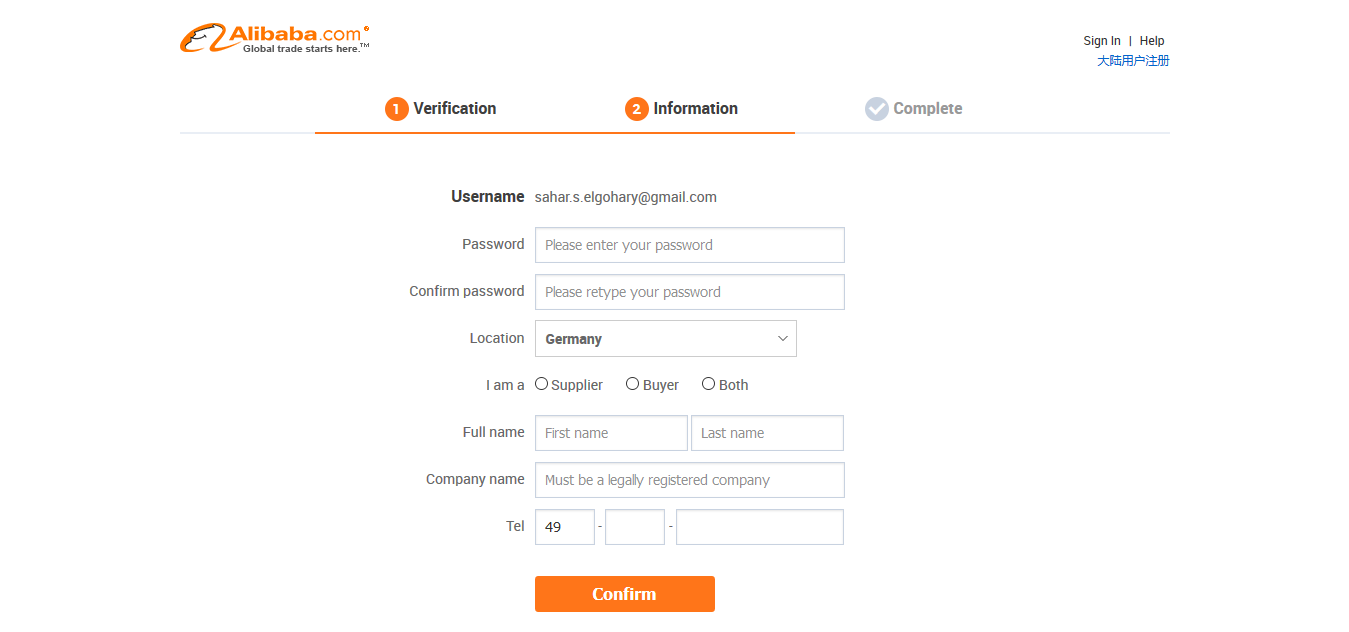 Alibaba.com
Global trade starts here.™
Sign In | Help
大陆用户注册
1 Verification
2 Information
Complete
Username sahar.s.elgohary@gmail.com
Password Please enter your password
Confirm password Please retype your password
Location Germany
I am a Supplier Buyer Both
Full name First name Last name
Company name Must be a legally registered company
Tel 49 - -
Confirm